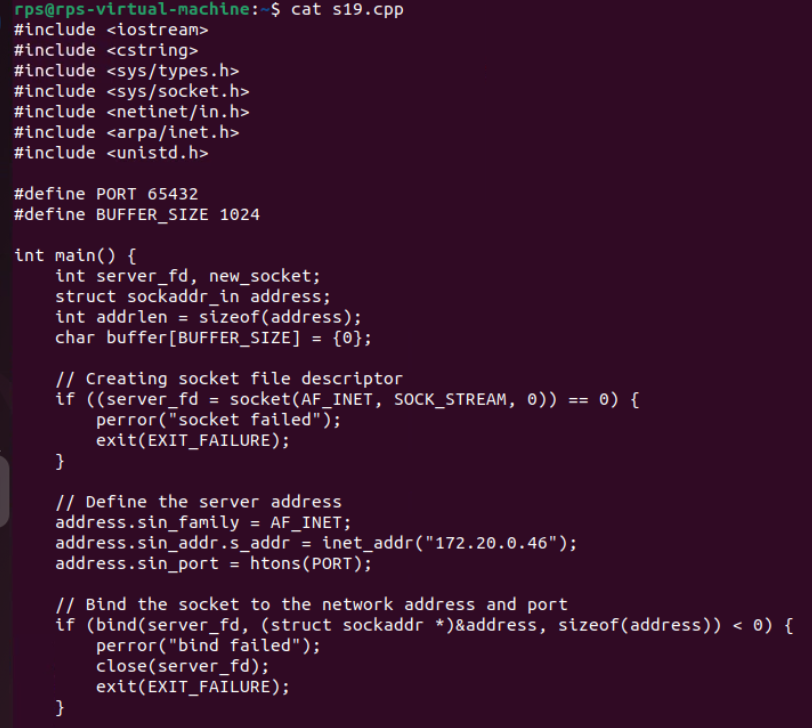 rps@rps-virtual-machine:~$ cat s19.cpp
#include <iostream>
#include <cstring>
#include <sys/types.h>
#include <sys/socket.h>
#include <netinet/in.h>
#include <arpa/inet.h>
#include <unistd.h>

#define PORT 65432
#define BUFFER_SIZE 1024

int main() {
    int server_fd, new_socket;
    struct sockaddr_in address;
    int addrlen = sizeof(address);
    char buffer[BUFFER_SIZE] = {0};

    // Creating socket file descriptor
    if ((server_fd = socket(AF_INET, SOCK_STREAM, 0)) == 0) {
        perror("socket failed");
        exit(EXIT_FAILURE);
    }

    // Define the server address
    address.sin_family = AF_INET;
    address.sin_addr.s_addr = inet_addr("172.20.0.46");
    address.sin_port = htons(PORT);

    // Bind the socket to the network address and port
    if (bind(server_fd, (struct sockaddr *)&address, sizeof(address)) < 0) {
        perror("bind failed");
        close(server_fd);
        exit(EXIT_FAILURE);
    }